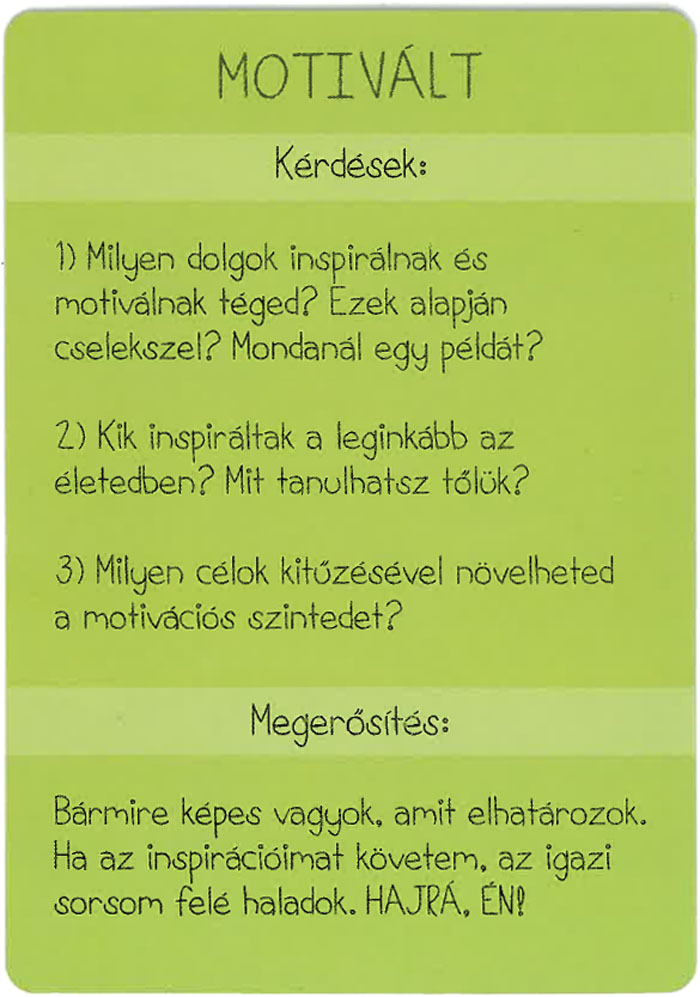 MOTIVÁLT
Kérdések:
1) Milyen dolgok inspirálnak és
motiválnak téged? Ezek alapján
cselekszel? Mondanál egy példát?
2) Kik inspiráltak a leginkább az
életedben? Mit tanulhatsz tőlük?
3) Milyen célok kitűzésével növelheted
a motivációs szintedet?
Megerősítés:
Bármire képes vagyok, amit elhatározok.
Ha az inspirációimat követem, az igazi
sorsom felé haladok. HAJRÁ, ÉN!